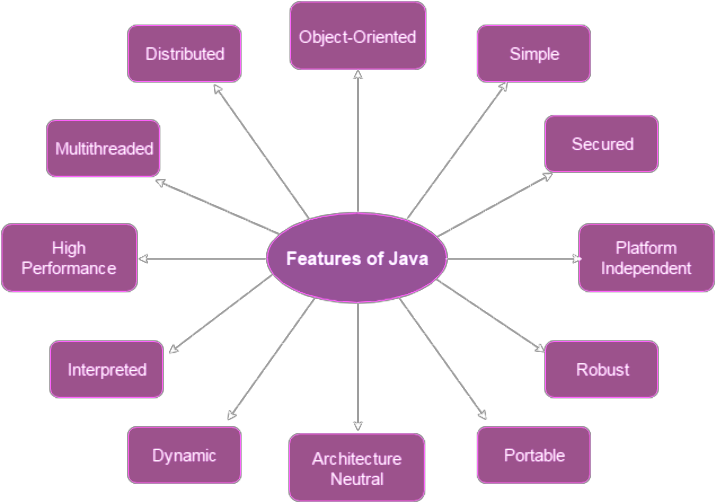 Object-Oriented
Distributed
Simple
Multithreaded
Secured
High
Performance
Features of Java
Platform
Independent
Interpreted
Robust
Dynamic
Architecture
Neutral
Portable